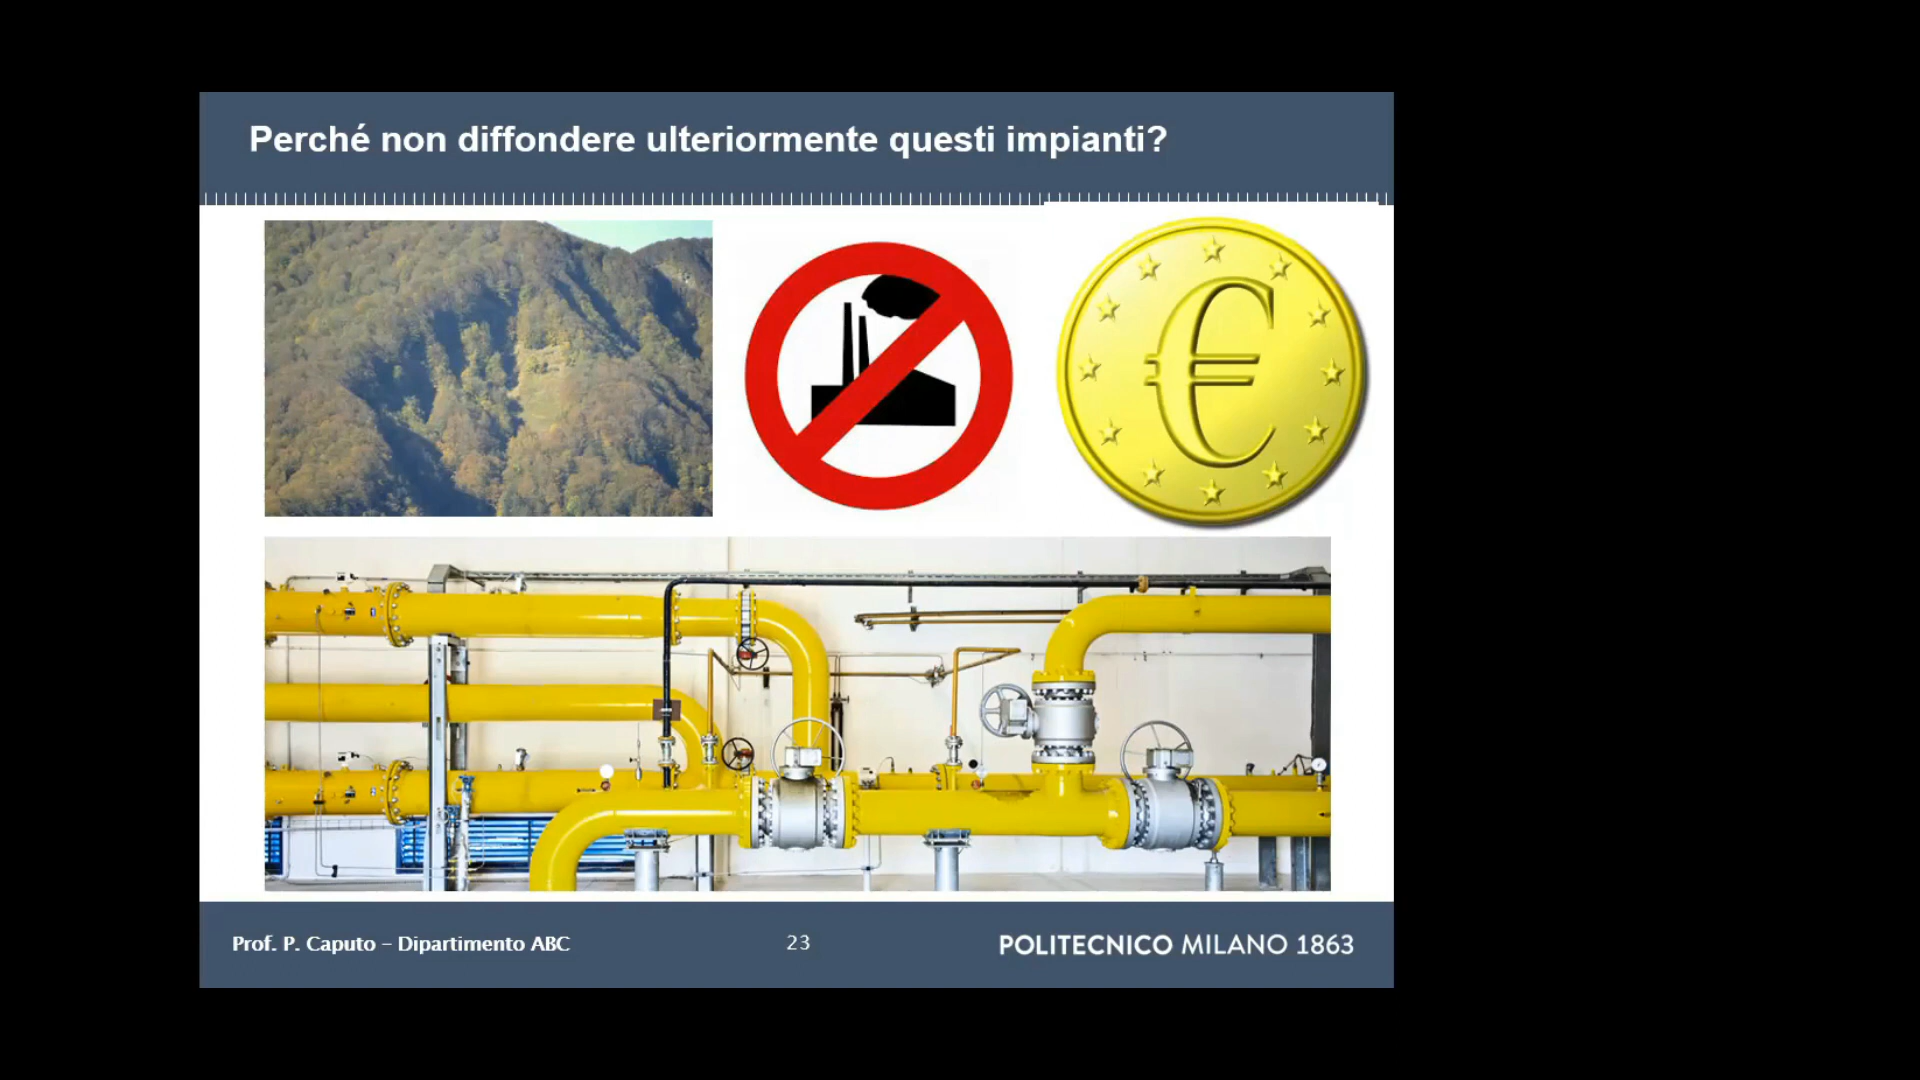 Perché non diffondere ulteriormente questi impianti?
€
Prof. P. Caputo – Dipartimento ABC
23
POLITECNICO MILANO 1863